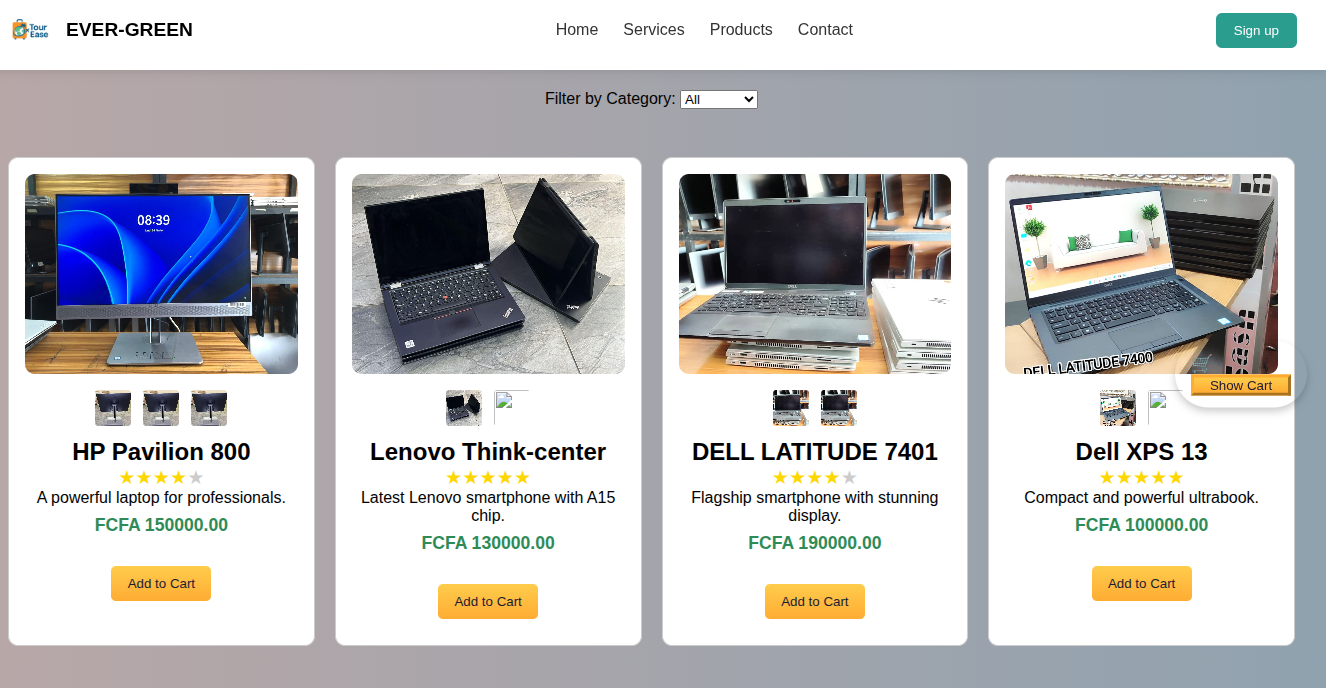 Tour
Ease
EVER-GREEN
Home
Services
Products
Contact
Sign up
Filter by Category: All
08:39
DELL
DELL LATITUDE 7400
Show Cart
HP Pavilion 800
A powerful laptop for professionals.
FCFA 150000.00
Add to Cart
Lenovo Think-center
Latest Lenovo smartphone with A15
chip.
FCFA 130000.00
Add to Cart
DELL LATITUDE 7401
Flagship smartphone with stunning
display.
FCFA 190000.00
Add to Cart
Dell XPS 13
Compact and powerful ultrabook.
FCFA 100000.00
Add to Cart